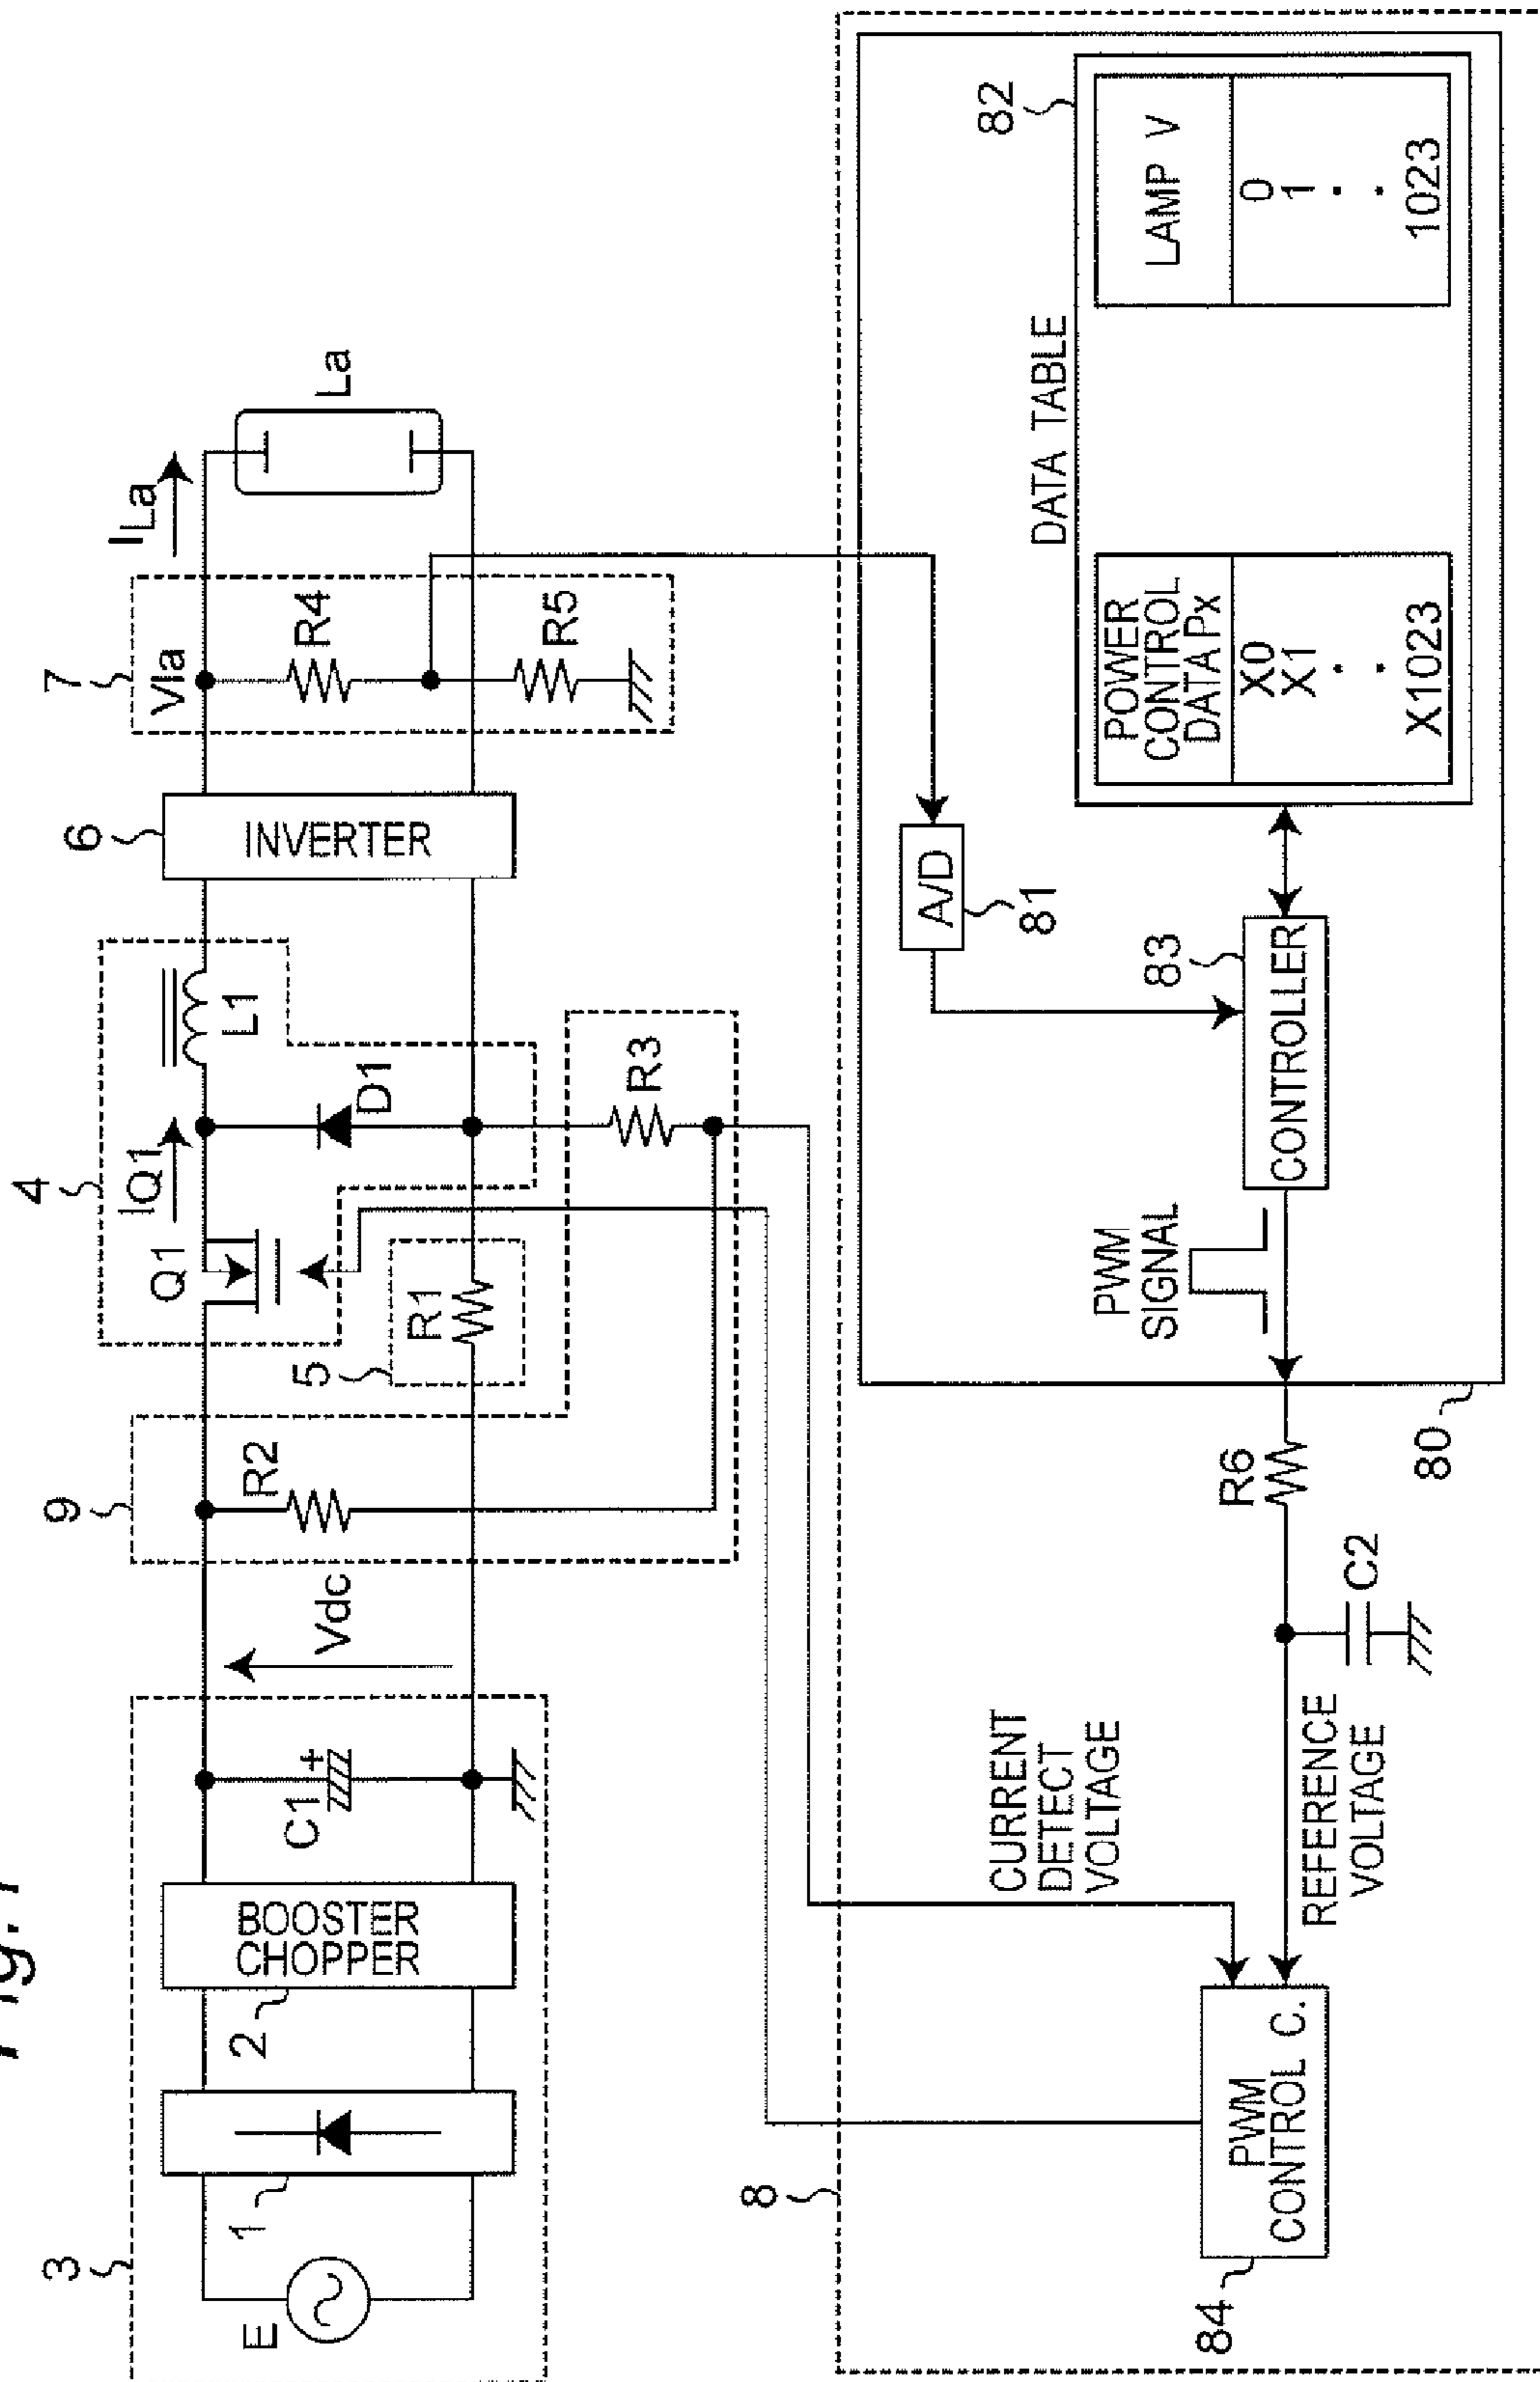 Fig. 1
3
E
1
2
BOOSTER
CHOPPER
C1
+
Vdc
9
R2
5
R1
4
Q1
IQ1
D1
L1
R3
6
INVERTER
7
Vla
R4
R5
ILa
La
8
84
PWM
CONTROL C.
CURRENT
DETECT
VOLTAGE
REFERENCE
VOLTAGE
C2
R6
80
PWM
SIGNAL
83
CONTROLLER
A/D
81
DATA TABLE
82
POWER
CONTROL
DATA Px
X0
X1
.
.
X1023
LAMP V
0
1
.
.
1023